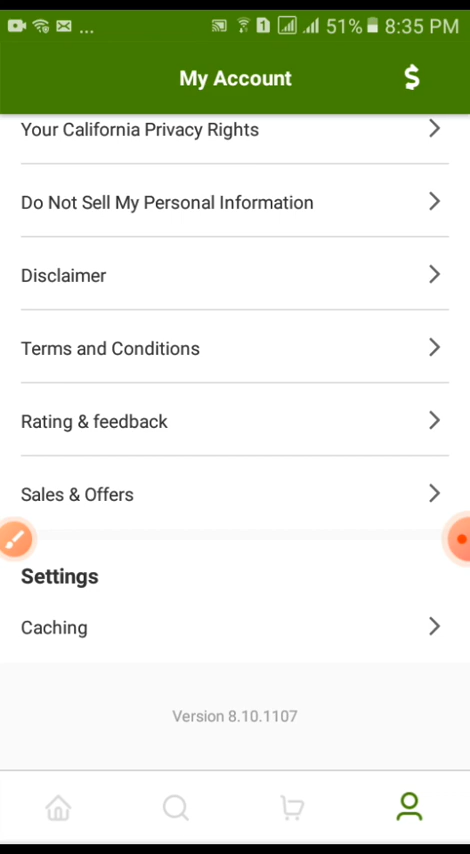 ... 1 51% 8:35 PM
My Account $
Your California Privacy Rights
Do Not Sell My Personal Information
Disclaimer
Terms and Conditions
Rating & feedback
Sales & Offers
Settings
Caching
Version 8.10.1107